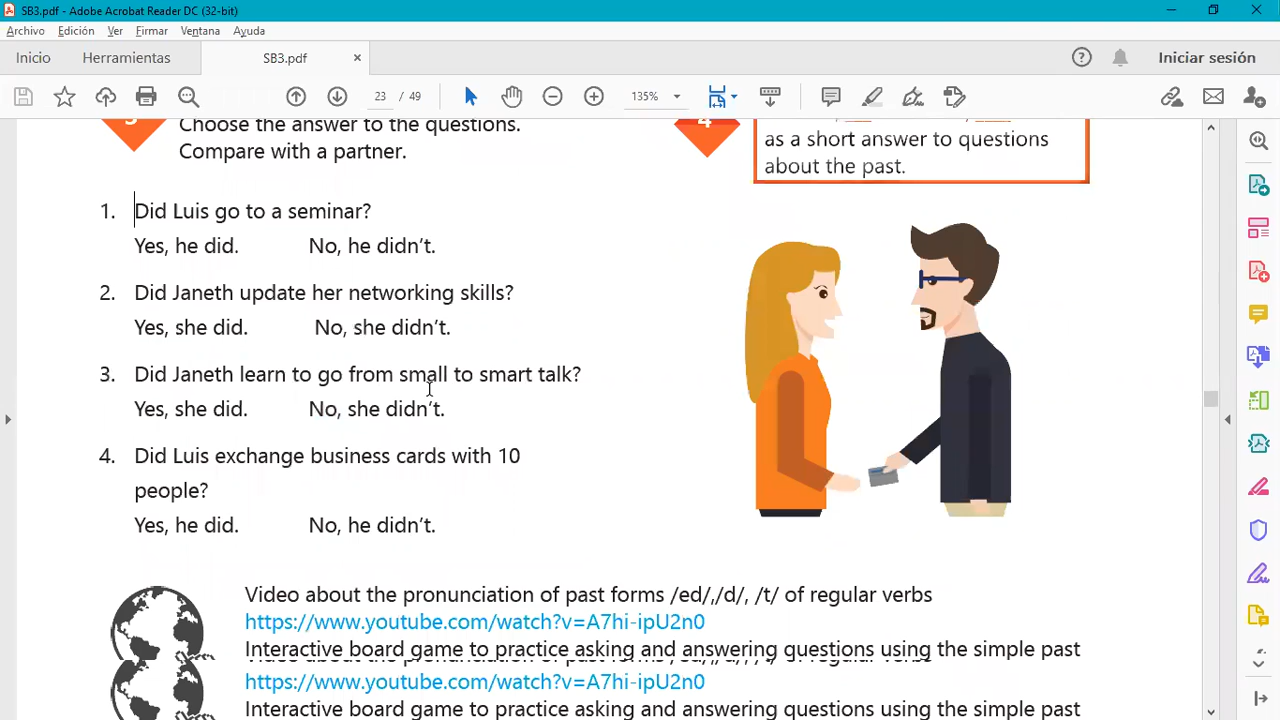 SB3.pdf - Adobe Acrobat Reader DC (32-bit)
Archivo Edición Ver Firmar Ventana Ayuda
Inicio Herramientas SB3.pdf × Iniciar sesión
23 / 49 135%
Choose the answer to the questions.
Compare with a partner.
as a short answer to questions
about the past.
1. Did Luis go to a seminar?
Yes, he did. No, he didn't.
2. Did Janeth update her networking skills?
Yes, she did. No, she didn't.
3. Did Janeth learn to go from small to smart talk?
Yes, she did. No, she didn't.
4. Did Luis exchange business cards with 10
people?
Yes, he did. No, he didn't.
Video about the pronunciation of past forms /ed/,/d/, /t/ of regular verbs
https://www.youtube.com/watch?v=A7hi-ipU2n0
Interactive board game to practice asking and answering questions using the simple past
https://www.youtube.com/watch?v=A7hi-ipU2n0
Interactive board game to practice asking and answering questions using the simple past